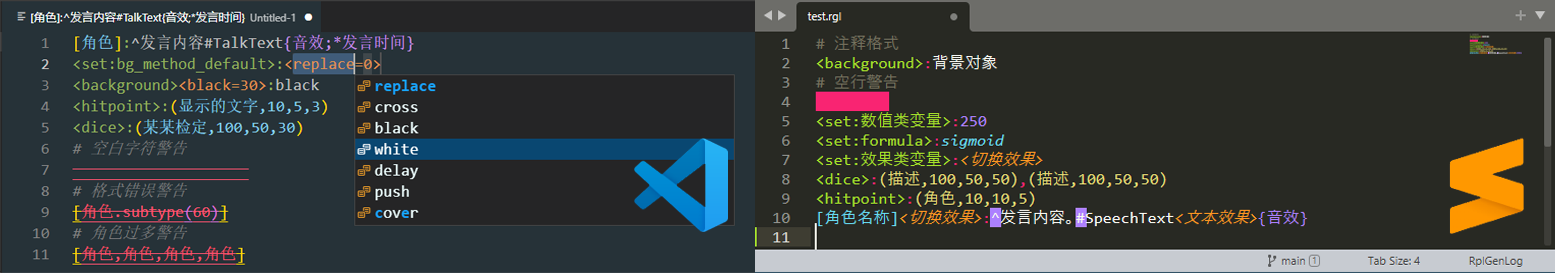 [角色]:^发言内容#TalkText{音效;*发言时间} Untitled-1
1 [角色]:^发言内容#TalkText{音效;*发言时间}
2 <set:bg_method_default>:<replace=0>
3 <background><black=30>:black
4 <hitpoint>:(显示的文字,10,5,3)
5 <dice>:(某某检定,100,50,30)
6 # 空白字符警告
7
8 # 格式错误警告
9 [角色.subtype(60)]
10 # 角色过多警告
11 [角色,角色,角色,角色]
replace
cross
black
white
delay
push
cover
test.rgl
1 # 注释格式
2 <background>:背景对象
3 # 空行警告
4
5 <set:数值类变量>:250
6 <set:formula>:sigmoid
7 <set:效果类变量>:<切换效果>
8 <dice>:(描述,100,50,50),(描述,100,50,50)
9 <hitpoint>:(角色,10,10,5)
10 [角色名称]<切换效果>:^发言内容。#SpeechText<文本效果>{音效}
11
main 1
Tab Size: 4
RplGenLog